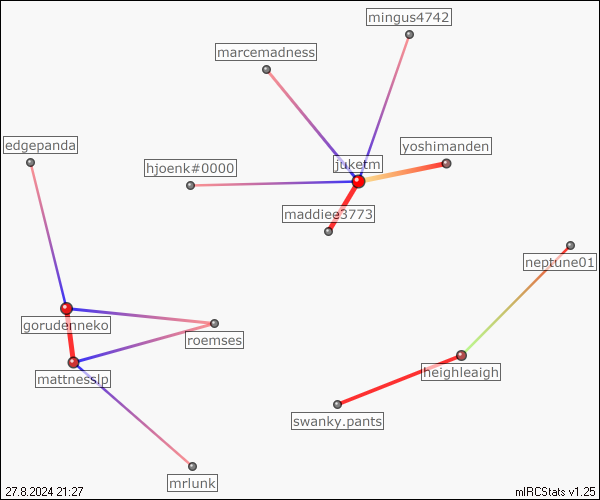 mingus4742
marcemadness
edgepanda
yoshimanden
juketm
hjoenk#0000
maddiee3773
neptune01
gorudenneko
roemses
heighleaigh
mattnesslp
swanky.pants
mrlunk
27.8.2024 21:27
mIRCStats v1.25